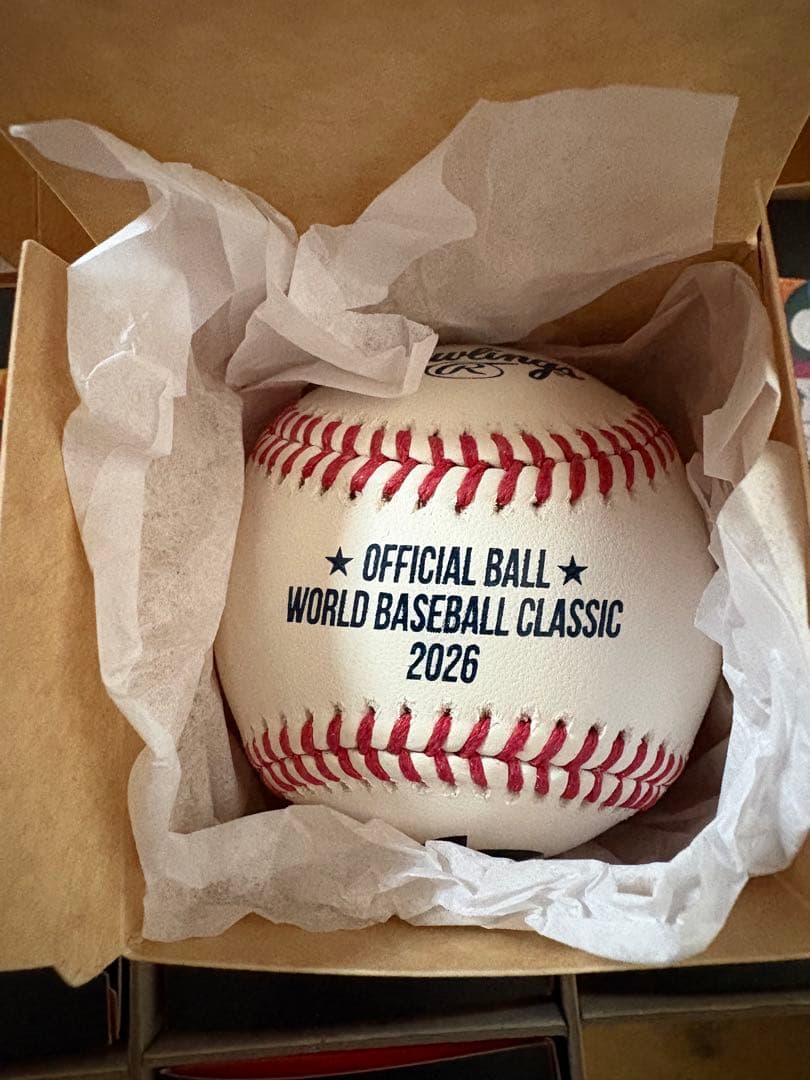 R
★ OFFICIAL BALL ★
WORLD BASEBALL CLASSIC
2026